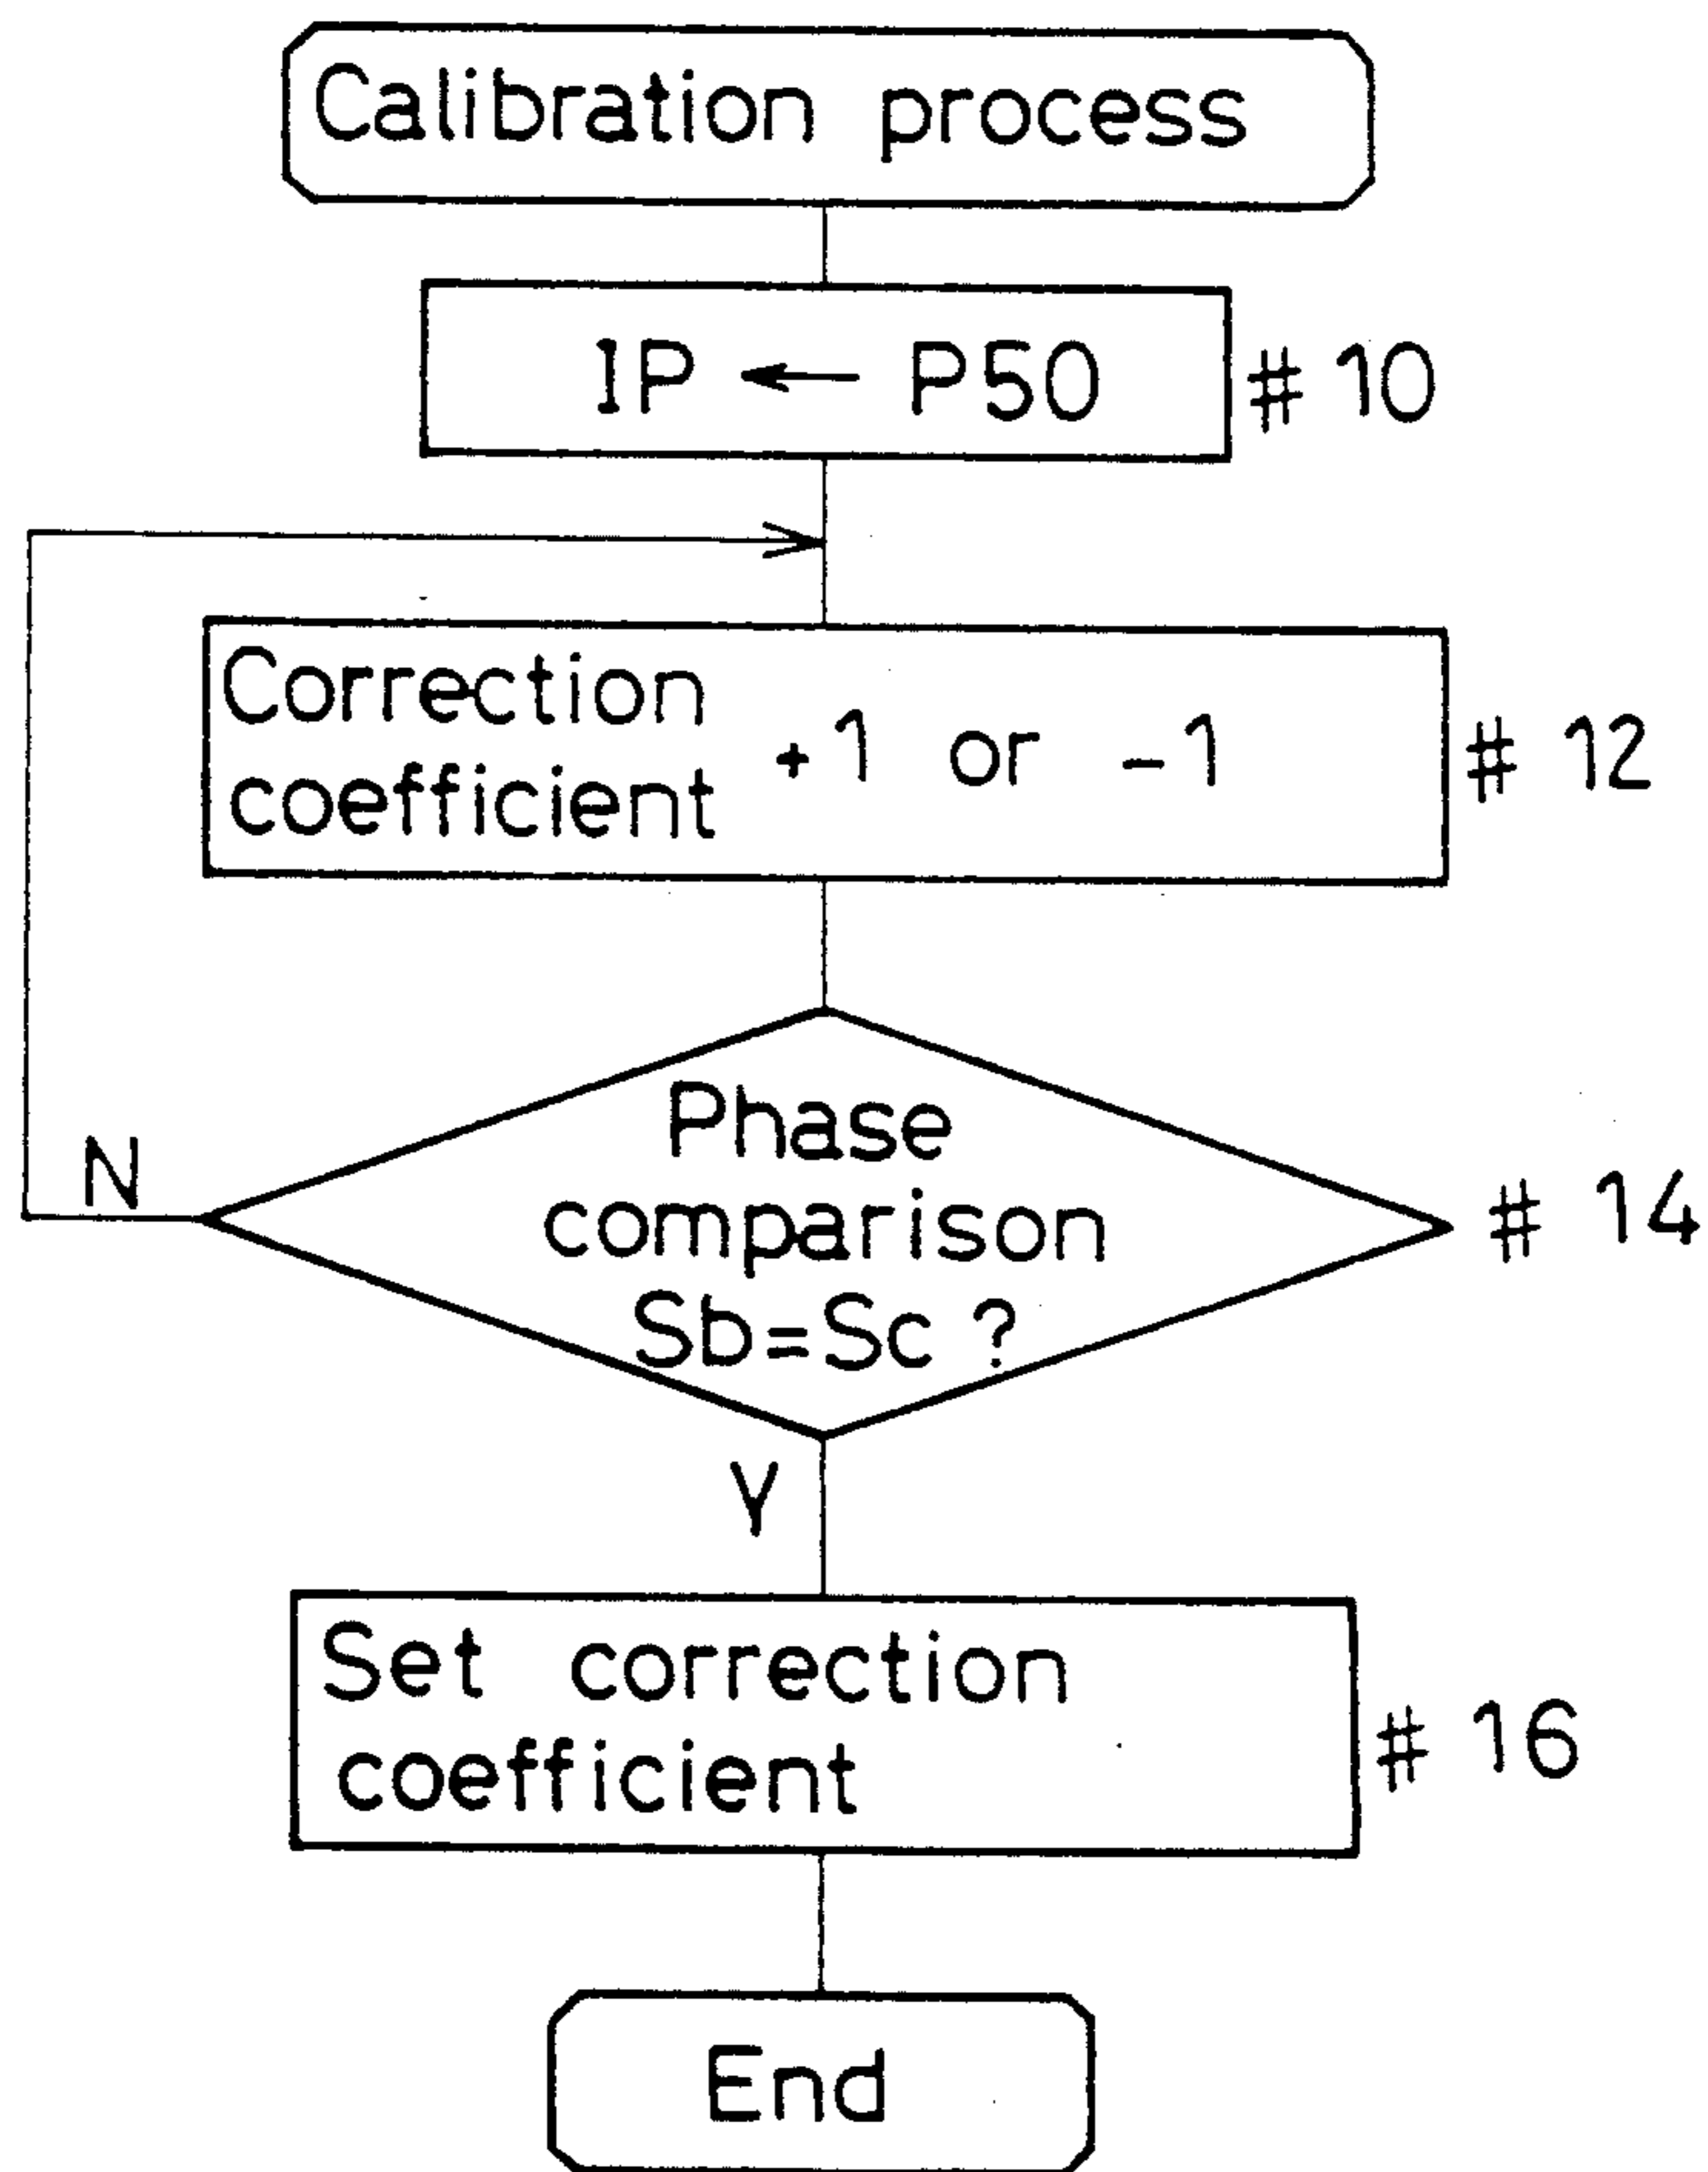 Calibration process
IP ← P50
# 10
Correction
coefficient +1 or -1
# 12
Phase
comparison
Sb=Sc ?
# 14
N
Y
Set correction
coefficient
# 16
End